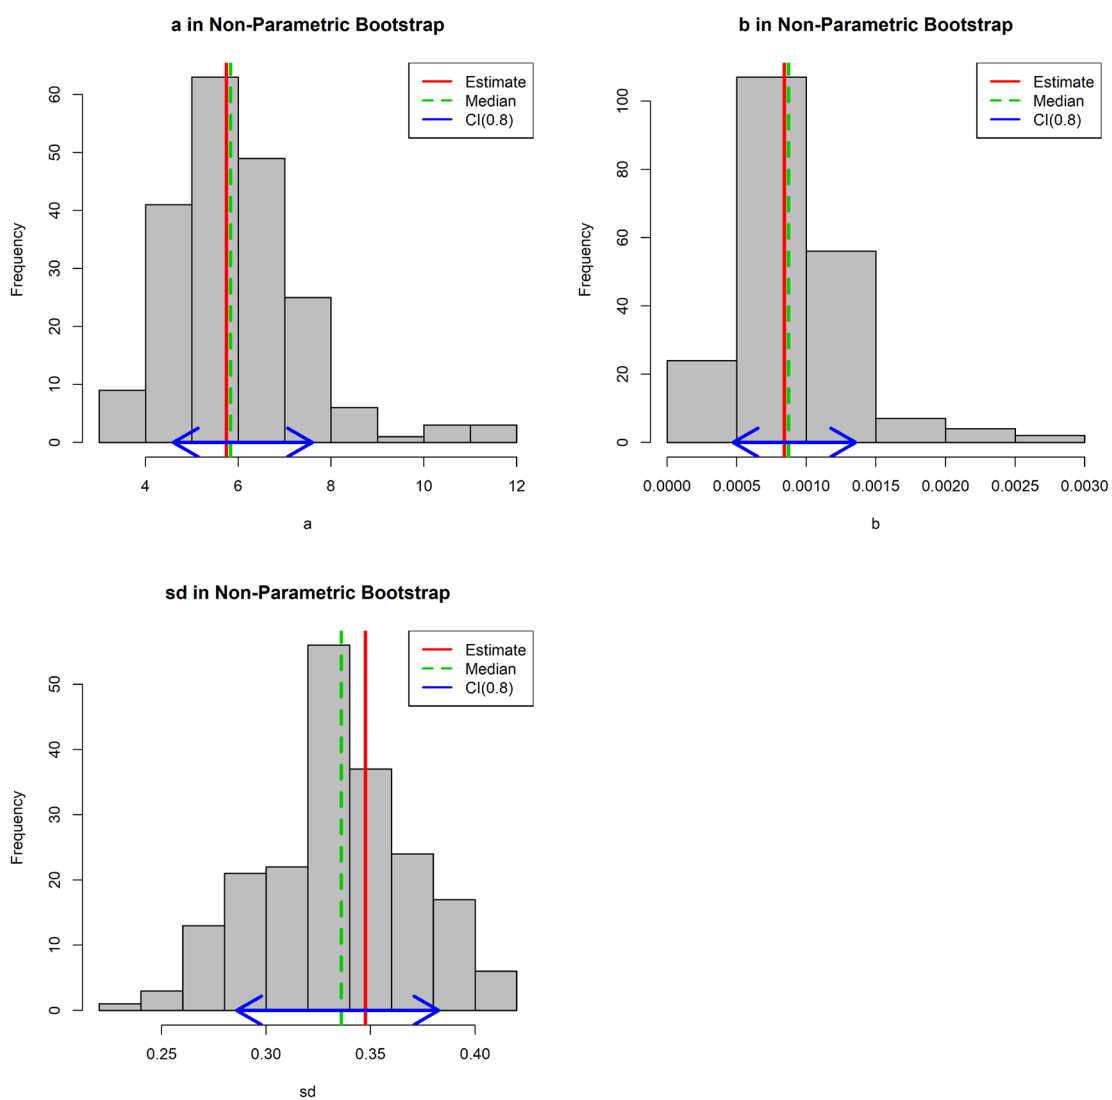 a in Non-Parametric Bootstrap
Estimate
Median
CI(0.8)
Frequency
0
10
20
30
40
50
60
4 6 8 10 12
a
b in Non-Parametric Bootstrap
Estimate
Median
CI(0.8)
Frequency
0
20
40
60
80
100
0.0000 0.0005 0.0010 0.0015 0.0020 0.0025 0.0030
b
sd in Non-Parametric Bootstrap
Estimate
Median
CI(0.8)
Frequency
0
10
20
30
40
50
0.25 0.30 0.35 0.40
sd